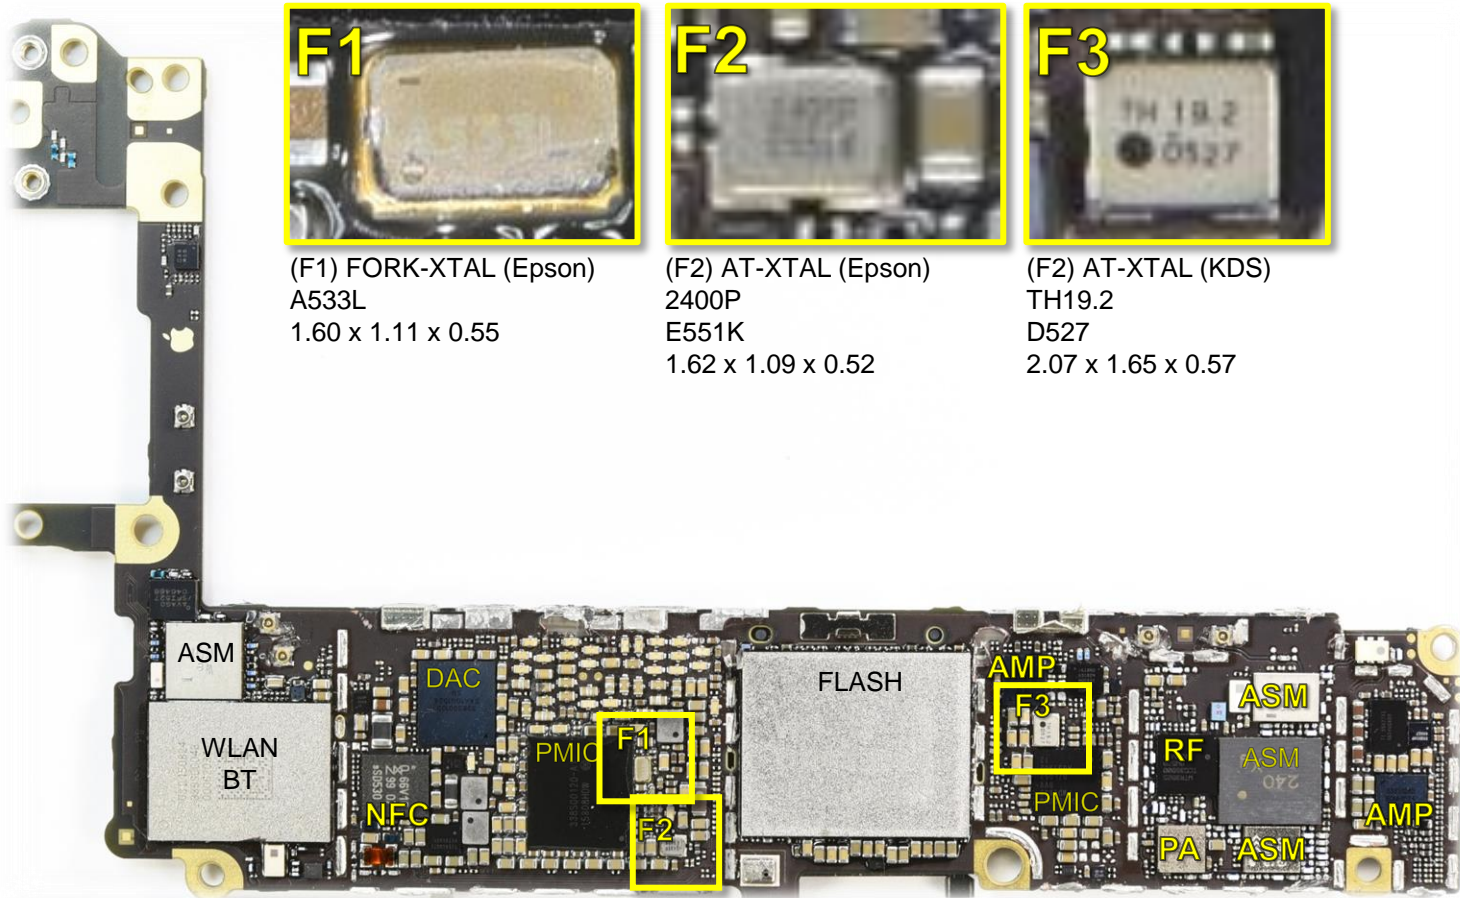 F1
F2
F3
TH 19.2
D527
(F1) FORK-XTAL (Epson)
A533L
1.60 x 1.11 x 0.55
(F2) AT-XTAL (Epson)
2400P
E551K
1.62 x 1.09 x 0.52
(F2) AT-XTAL (KDS)
TH19.2
D527
2.07 x 1.65 x 0.57
ASM
WLAN
BT
DAC
NFC
PMIC
F1
F2
FLASH
AMP
F3
PMIC
RF
ASM
ASM
240
PA
ASM
AMP